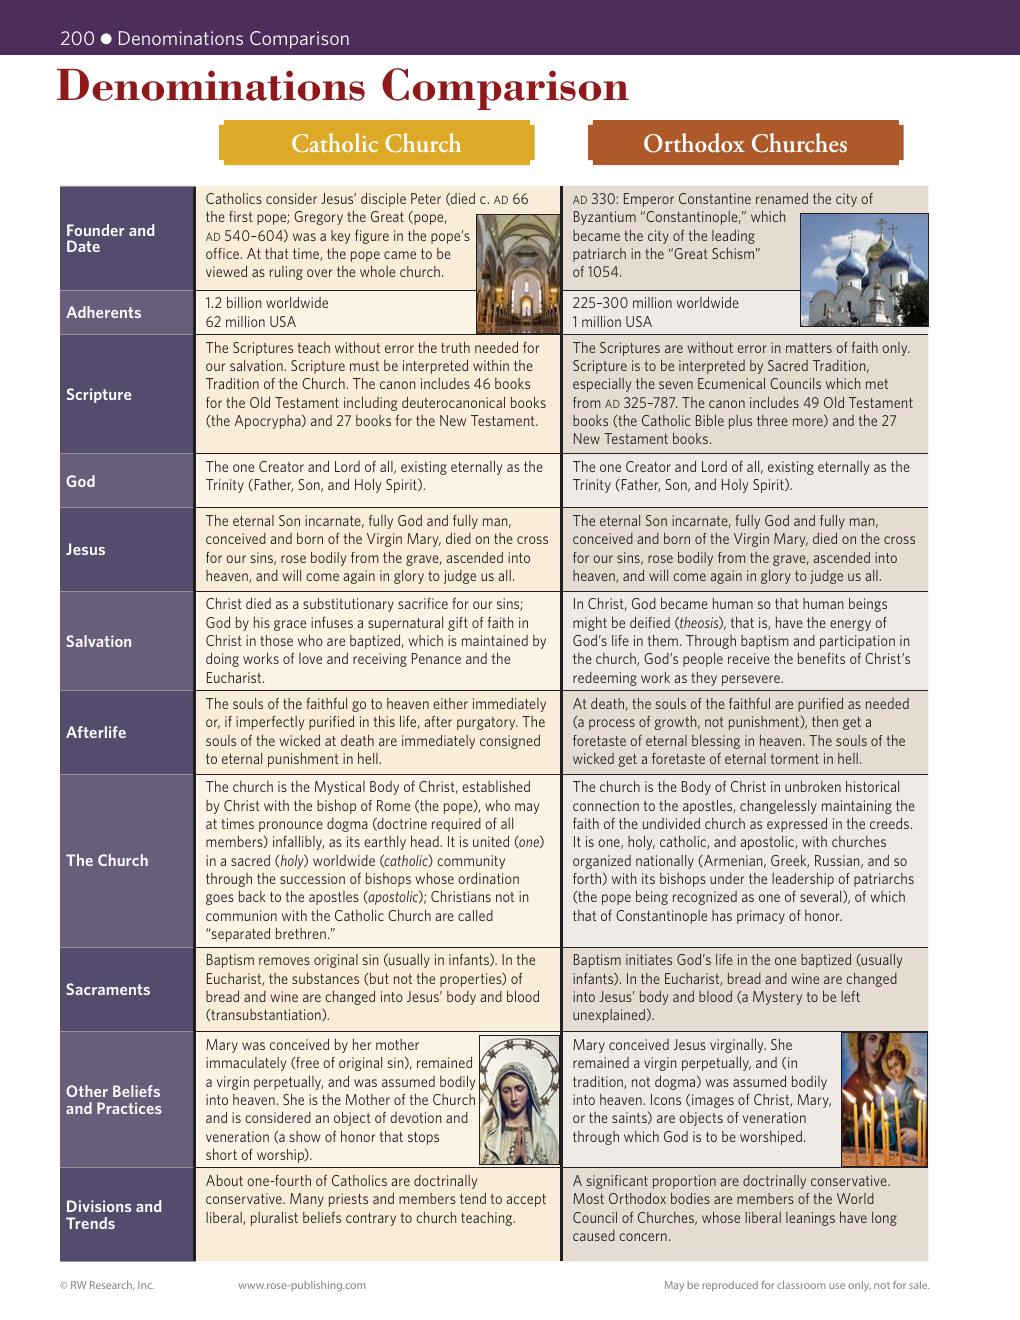 200 ● Denominations Comparison
Denominations Comparison
Catholic Church
Orthodox Churches
Founder and
Date
Catholics consider Jesus’ disciple Peter (died c. AD 66
the first pope; Gregory the Great (pope,
AD 540–604) was a key figure in the pope’s
office. At that time, the pope came to be
viewed as ruling over the whole church.
AD 330: Emperor Constantine renamed the city of
Byzantium “Constantinople,” which
became the city of the leading
patriarch in the “Great Schism”
of 1054.
Adherents
1.2 billion worldwide
62 million USA
225–300 million worldwide
1 million USA
Scripture
The Scriptures teach without error the truth needed for
our salvation. Scripture must be interpreted within the
Tradition of the Church. The canon includes 46 books
for the Old Testament including deuterocanonical books
(the Apocrypha) and 27 books for the New Testament.
The Scriptures are without error in matters of faith only.
Scripture is to be interpreted by Sacred Tradition,
especially the seven Ecumenical Councils which met
from AD 325–787. The canon includes 49 Old Testament
books (the Catholic Bible plus three more) and the 27
New Testament books.
God
The one Creator and Lord of all, existing eternally as the
Trinity (Father, Son, and Holy Spirit).
The one Creator and Lord of all, existing eternally as the
Trinity (Father, Son, and Holy Spirit).
Jesus
The eternal Son incarnate, fully God and fully man,
conceived and born of the Virgin Mary, died on the cross
for our sins, rose bodily from the grave, ascended into
heaven, and will come again in glory to judge us all.
The eternal Son incarnate, fully God and fully man,
conceived and born of the Virgin Mary, died on the cross
for our sins, rose bodily from the grave, ascended into
heaven, and will come again in glory to judge us all.
Salvation
Christ died as a substitutionary sacrifice for our sins;
God by his grace infuses a supernatural gift of faith in
Christ in those who are baptized, which is maintained by
doing works of love and receiving Penance and the
Eucharist.
In Christ, God became human so that human beings
might be deified (theosis), that is, have the energy of
God’s life in them. Through baptism and participation in
the church, God’s people receive the benefits of Christ’s
redeeming work as they persevere.
Afterlife
The souls of the faithful go to heaven either immediately
or, if imperfectly purified in this life, after purgatory. The
souls of the wicked at death are immediately consigned
to eternal punishment in hell.
At death, the souls of the faithful are purified as needed
(a process of growth, not punishment), then get a
foretaste of eternal blessing in heaven. The souls of the
wicked get a foretaste of eternal torment in hell.
The Church
The church is the Mystical Body of Christ, established
by Christ with the bishop of Rome (the pope), who may
at times pronounce dogma (doctrine required of all
members) infallibly, as its earthly head. It is united (one)
in a sacred (holy) worldwide (catholic) community
through the succession of bishops whose ordination
goes back to the apostles (apostolic); Christians not in
communion with the Catholic Church are called
“separated brethren.”
The church is the Body of Christ in unbroken historical
connection to the apostles, changelessly maintaining the
faith of the undivided church as expressed in the creeds.
It is one, holy, catholic, and apostolic, with churches
organized nationally (Armenian, Greek, Russian, and so
forth) with its bishops under the leadership of patriarchs
(the pope being recognized as one of several), of which
that of Constantinople has primacy of honor.
Sacraments
Baptism removes original sin (usually in infants). In the
Eucharist, the substances (but not the properties) of
bread and wine are changed into Jesus’ body and blood
(transubstantiation).
Baptism initiates God’s life in the one baptized (usually
infants). In the Eucharist, bread and wine are changed
into Jesus’ body and blood (a Mystery to be left
unexplained).
Other Beliefs
and Practices
Mary was conceived by her mother
immaculately (free of original sin), remained
a virgin perpetually, and was assumed bodily
into heaven. She is the Mother of the Church
and is considered an object of devotion and
veneration (a show of honor that stops
short of worship).
Mary conceived Jesus virginally. She
remained a virgin perpetually, and (in
tradition, not dogma) was assumed bodily
into heaven. Icons (images of Christ, Mary,
or the saints) are objects of veneration
through which God is to be worshiped.
Divisions and
Trends
About one-fourth of Catholics are doctrinally
conservative. Many priests and members tend to accept
liberal, pluralist beliefs contrary to church teaching.
A significant proportion are doctrinally conservative.
Most Orthodox bodies are members of the World
Council of Churches, whose liberal leanings have long
caused concern.
© RW Research, Inc.
www.rose-publishing.com
May be reproduced for classroom use only, not for sale.